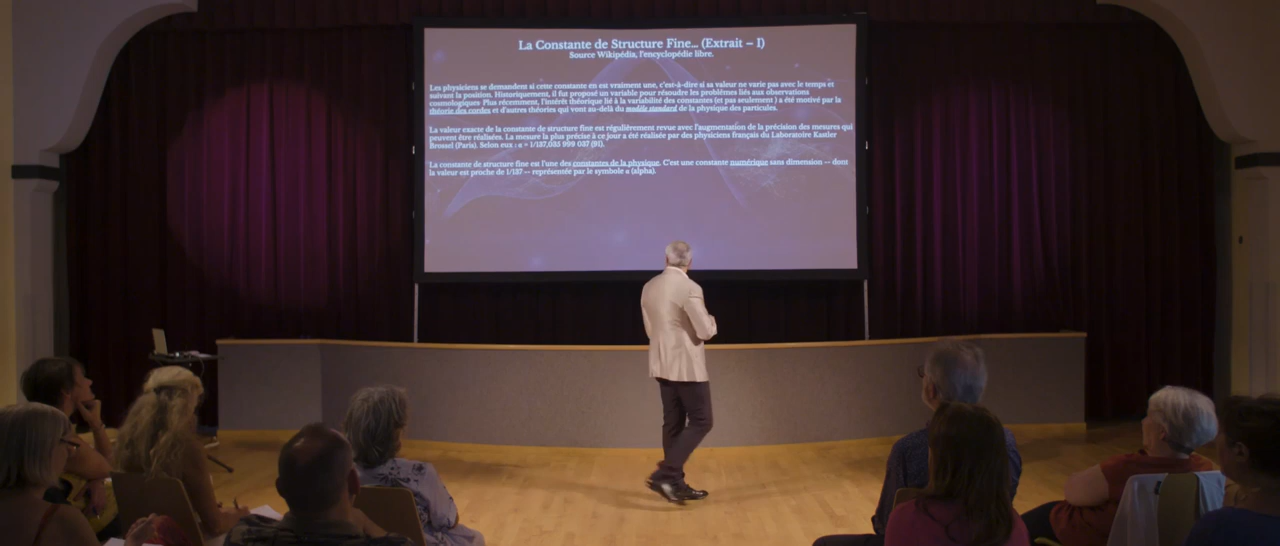 La Constante de Structure Fine... (Extrait – I)
Source Wikipédia, l'encyclopédie libre.
Les physiciens se demandent si cette constante en est vraiment une, c'est-à-dire si sa valeur ne varie pas avec le temps et
suivant la position. Historiquement, il fut proposé un variable pour résoudre les problèmes liés aux observations
cosmologiques Plus récemment, l'intérêt théorique lié à la variabilité des constantes (et pas seulement ) a été motivé par la
théorie des cordes et d'autres théories qui vont au-delà du modèle standard de la physique des particules.
La valeur exacte de la constante de structure fine est régulièrement revue avec l'augmentation de la précision des mesures qui
peuvent être réalisées. La mesure la plus précise à ce jour a été réalisée par des physiciens français du Laboratoire Kastler
Brossel (Paris). Selon eux : α = 1/137,035 999 037 (91).
La constante de structure fine est l'une des constantes de la physique. C'est une constante numérique sans dimension -- dont
la valeur est proche de 1/137 -- représentée par le symbole α (alpha).